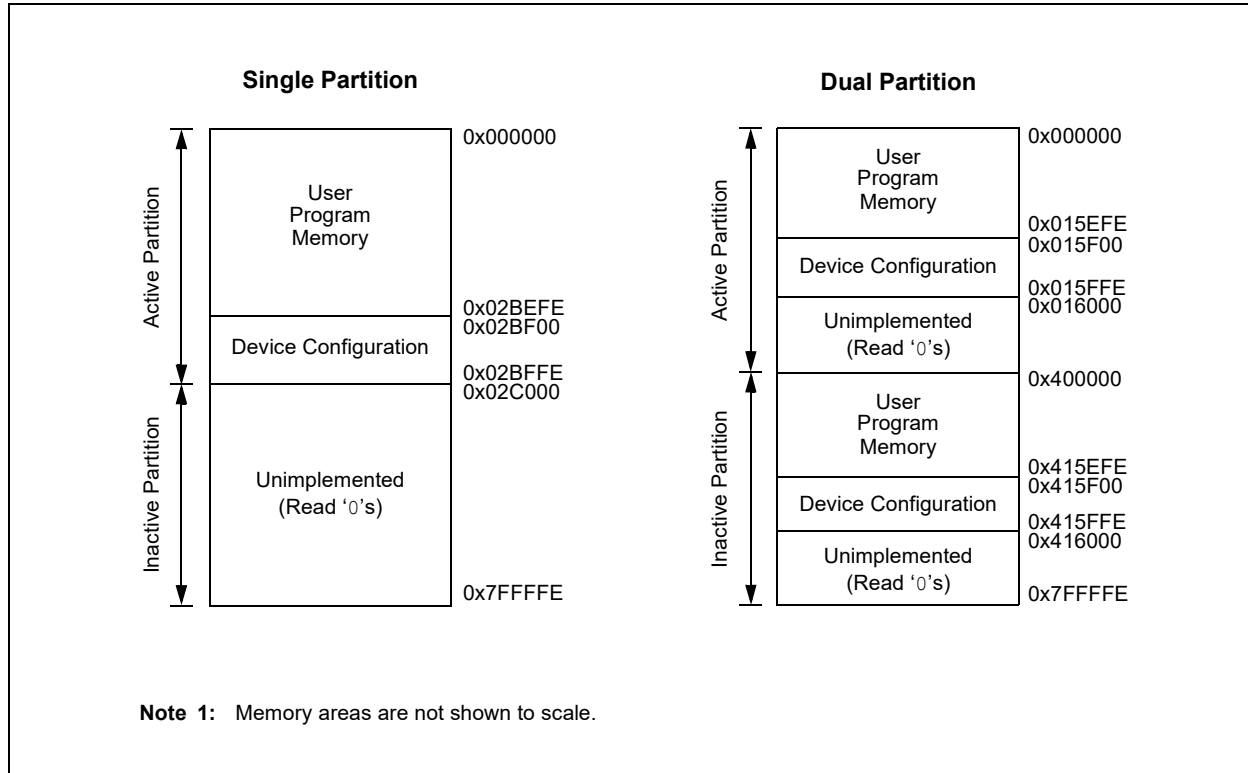 Single Partition
Active Partition
Inactive Partition
User
Program
Memory
Device Configuration
Unimplemented
(Read ‘0’s)
0x000000
0x02BEFE
0x02BF00
0x02BFFE
0x02C000
0x7FFFFE
Dual Partition
Active Partition
Inactive Partition
User
Program
Memory
Device Configuration
Unimplemented
(Read ‘0’s)
User
Program
Memory
Device Configuration
Unimplemented
(Read ‘0’s)
0x000000
0x015EFE
0x015F00
0x015FFE
0x016000
0x400000
0x415EFE
0x415F00
0x415FFE
0x416000
0x7FFFFE
Note 1: Memory areas are not shown to scale.